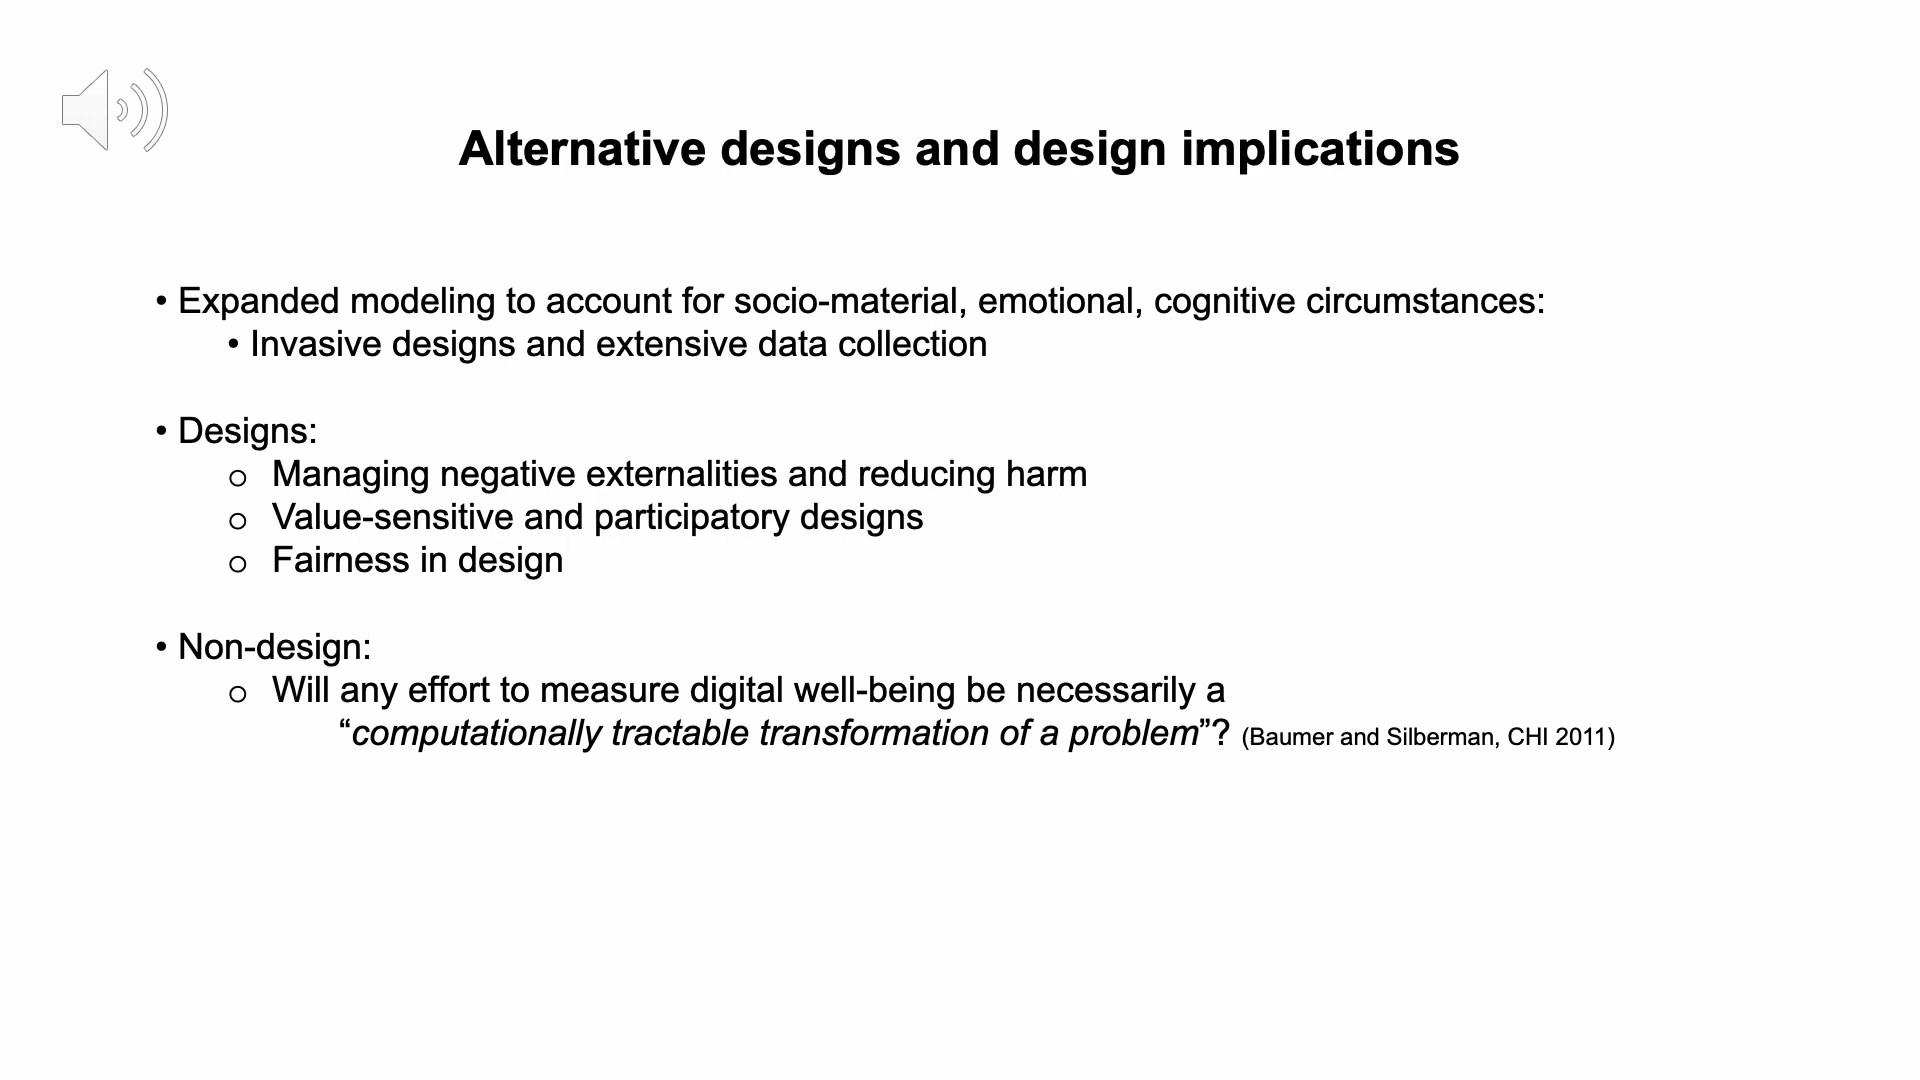 Alternative designs and design implications
• Expanded modeling to account for socio-material, emotional, cognitive circumstances:
• Invasive designs and extensive data collection
• Designs:
o Managing negative externalities and reducing harm
o Value-sensitive and participatory designs
o Fairness in design
• Non-design:
o Will any effort to measure digital well-being be necessarily a
“computationally tractable transformation of a problem”? (Baumer and Silberman, CHI 2011)